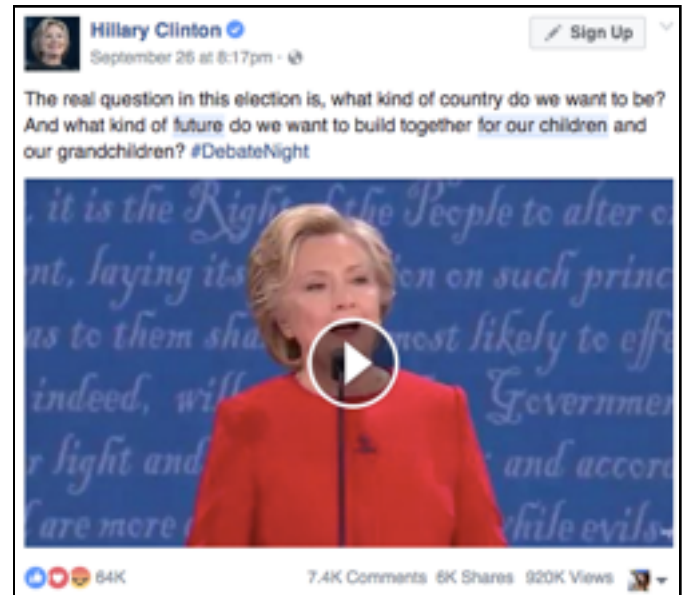 Hillary Clinton
Sign Up
September 26 at 8:17pm ·
The real question in this election is, what kind of country do we want to be?
And what kind of future do we want to build together for our children and
our grandchildren? #DebateNight
, it is the Right of the People to alter o
nt, laying its on on such princ
as to them sha most likely to effe
indeed, will Governmen
r light and and accord
are more while evils
64K 7.4K Comments 6K Shares 920K Views